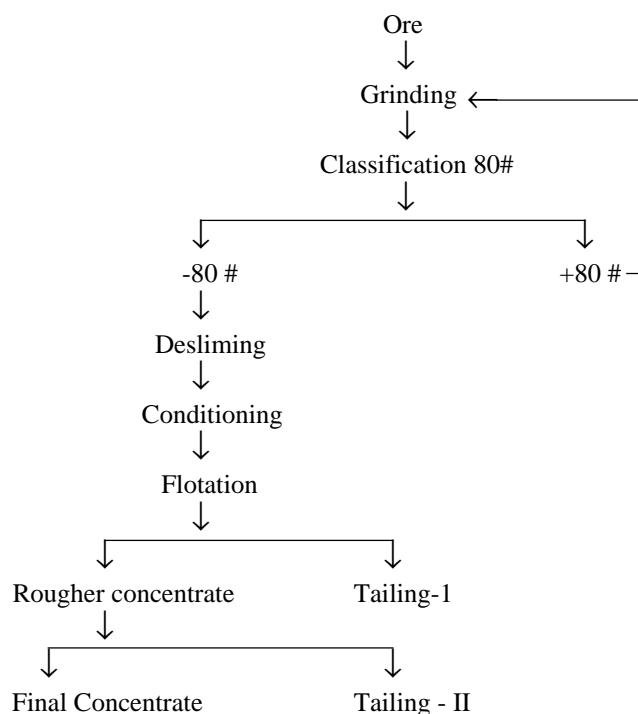 Ore
Grinding
Classification 80#
-80 # +80 #
Desliming
Conditioning
Flotation
Rougher concentrate Tailing-1
Final Concentrate Tailing - II